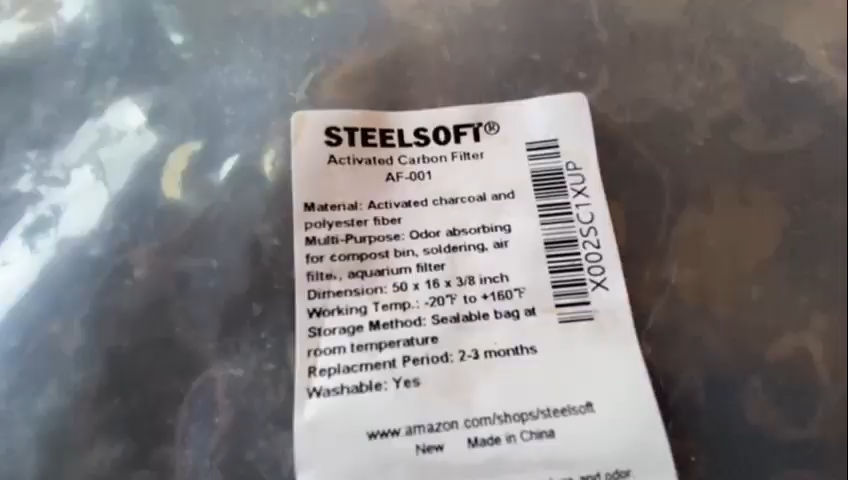 STEELSOFT®
Activated Carbon Filter
AF-001
Material: Activated charcoal and
polyester fiber
Multi-Purpose: Odor absorbing
for compost bin, soldering, air
filte., aquarium filter
Dimension: 50 x 16 x 3/8 inch
Working Temp.: -20℉ to +160℉
Storage Method: Sealable bag at
room temperature
Replacment Period: 2-3 months
Washable: Yes
www.amazon.com/shops/steelsoft
New Made in China
and odor
X002SC1XUP